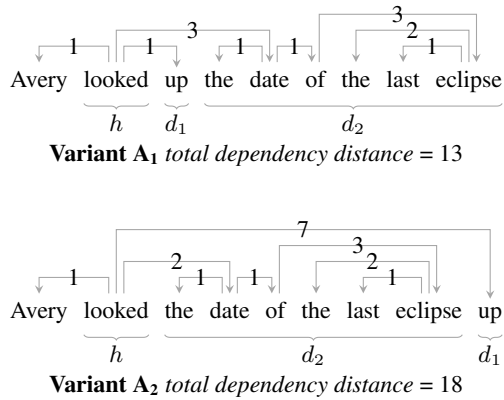 3
1 3 1 1 1 2 1
Avery looked up the date of the last eclipse
h d₁ d₂
Variant A₁ total dependency distance = 13
7
3
1 2 1 1 2 1
Avery looked the date of the last eclipse up
h d₂ d₁
Variant A₂ total dependency distance = 18